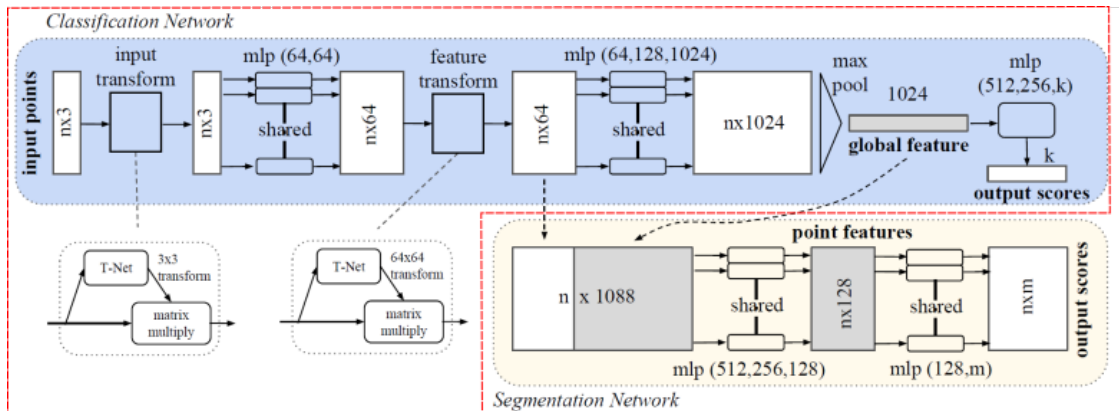 Classification Network
input points
nx3
input
transform
nx3
mlp (64,64)
shared
nx64
feature
transform
nx64
mlp (64,128,1024)
shared
nx1024
max
pool
1024
global feature
mlp
(512,256,k)
k
output scores
T-Net
3x3
transform
matrix
multiply
T-Net
64x64
transform
matrix
multiply
point features
n x 1088
shared
mlp (512,256,128)
nx128
shared
mlp (128,m)
nxm
output scores
Segmentation Network